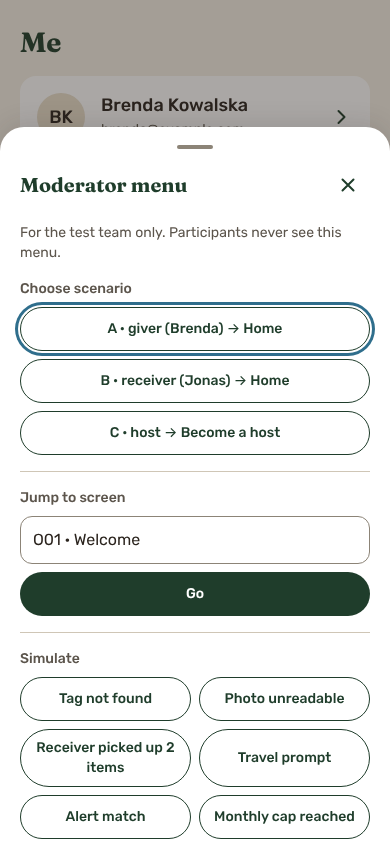 Me
BK
Brenda Kowalska
Moderator menu
For the test team only. Participants never see this
menu.
Choose scenario
A • giver (Brenda) → Home
B • receiver (Jonas) → Home
C • host → Become a host
Jump to screen
O01 • Welcome
Go
Simulate
Tag not found
Photo unreadable
Receiver picked up 2
items
Travel prompt
Alert match
Monthly cap reached